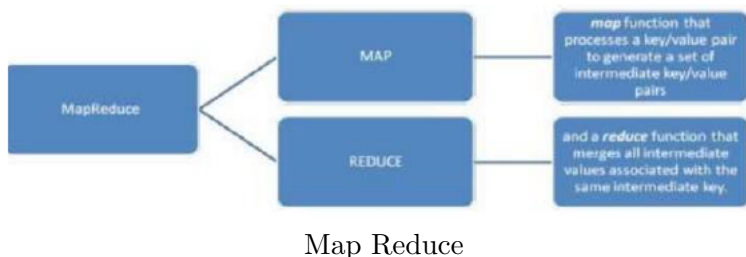 MapReduce
MAP
map function that
processes a key/value pair
to generate a set of
intermediate key/value
pairs
REDUCE
and a reduce function that
merges all intermediate
values associated with the
same intermediate key.
Map Reduce